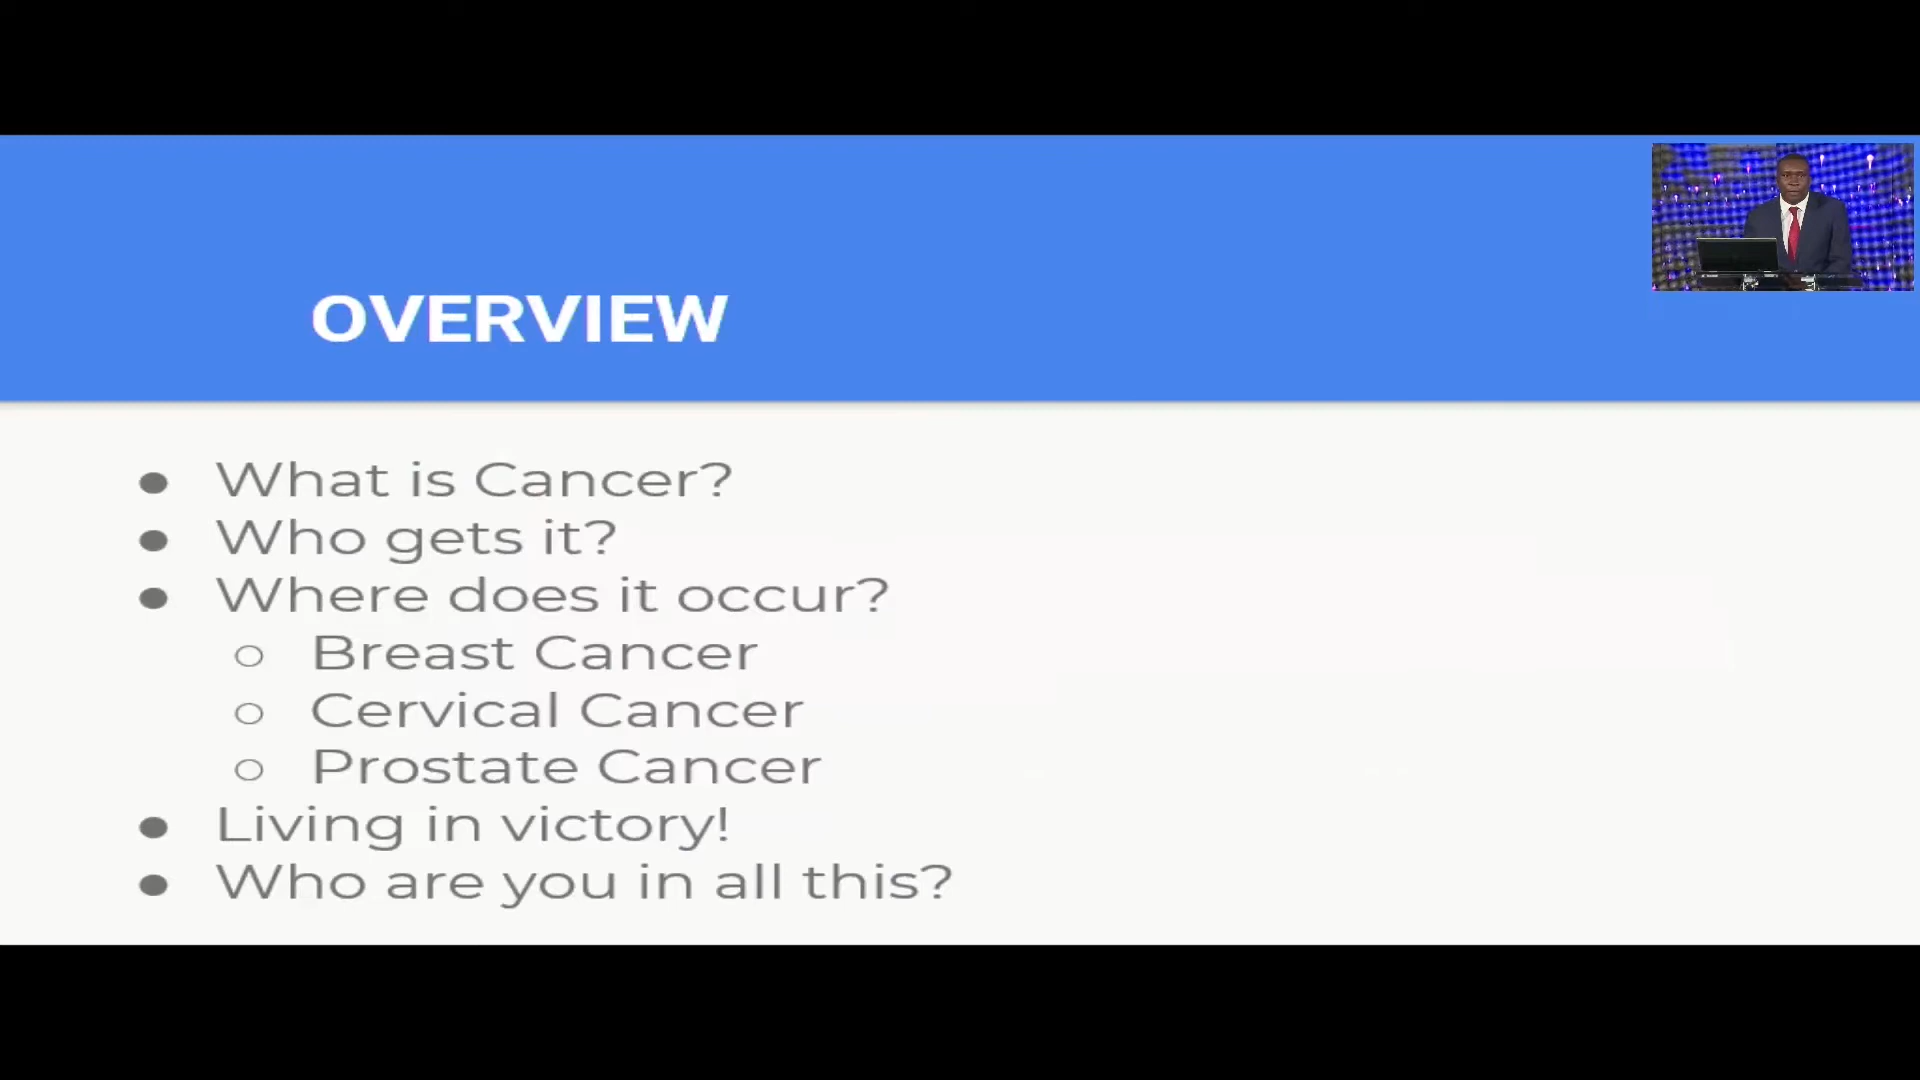 OVERVIEW
● What is Cancer?
● Who gets it?
● Where does it occur?
○ Breast Cancer
○ Cervical Cancer
○ Prostate Cancer
● Living in victory!
● Who are you in all this?